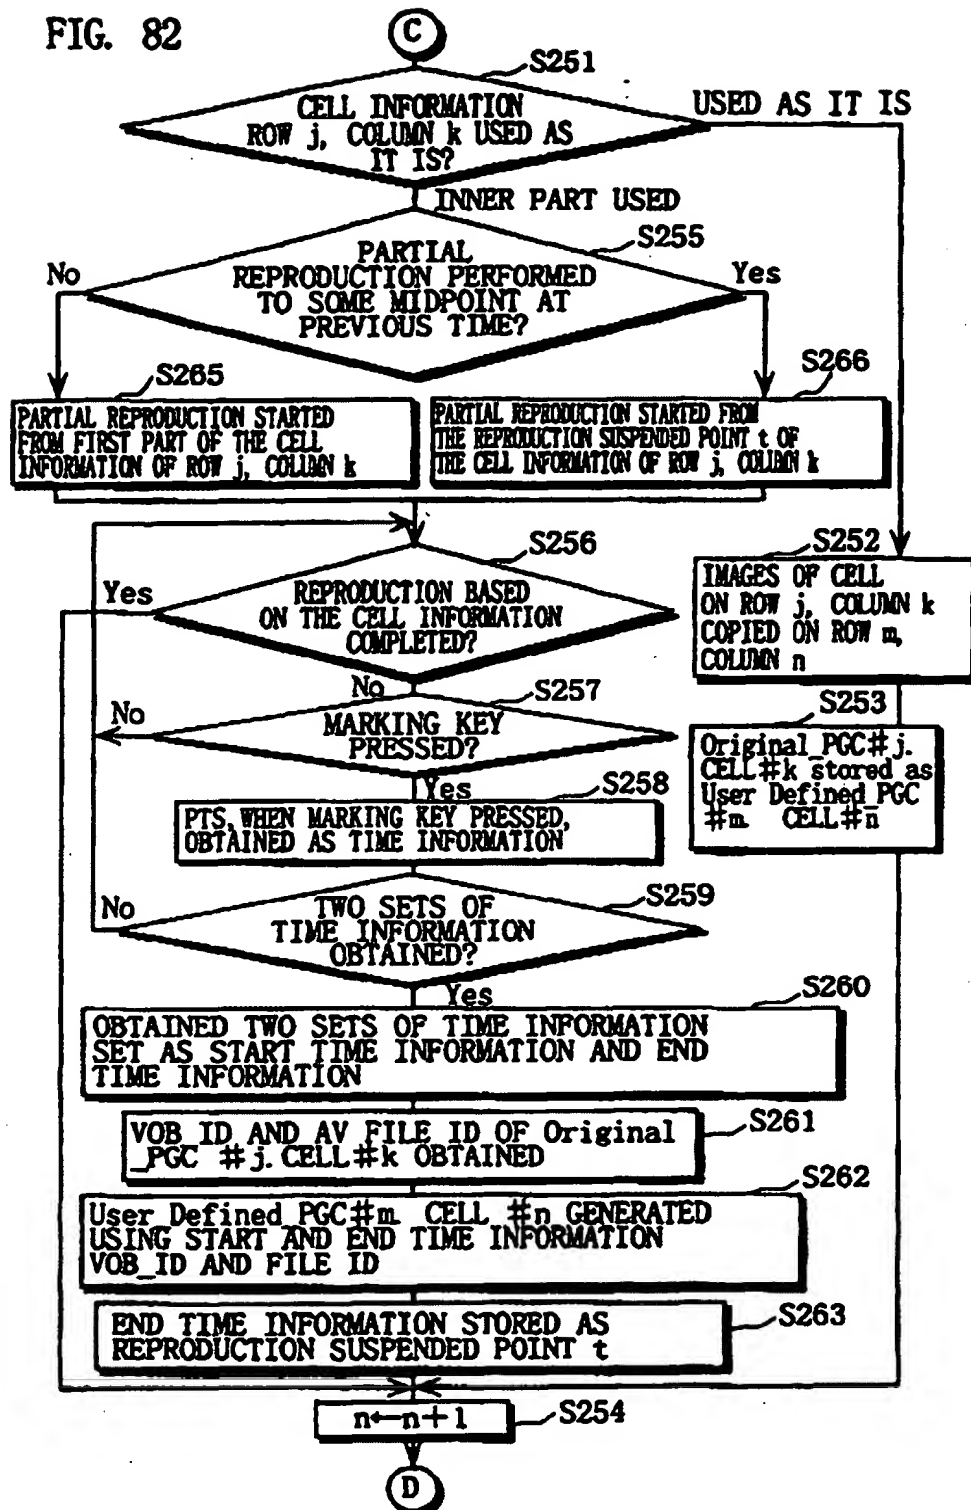 FIG. 82
C
S251
CELL INFORMATION
ROW j, COLUMN k USED AS
IT IS?
USED AS IT IS
INNER PART USED
S255
PARTIAL
REPRODUCTION PERFORMED
TO SOME MIDPOINT AT
PREVIOUS TIME?
No
Yes
S265
PARTIAL REPRODUCTION STARTED
FROM FIRST PART OF THE CELL
INFORMATION OF ROW j, COLUMN k
S266
PARTIAL REPRODUCTION STARTED FROM
THE REPRODUCTION SUSPENDED POINT t OF
THE CELL INFORMATION OF ROW j, COLUMN k
S256
REPRODUCTION BASED
ON THE CELL INFORMATION
COMPLETED?
Yes
No
S252
IMAGES OF CELL
ON ROW j, COLUMN k
COPIED ON ROW m,
COLUMN n
S257
MARKING KEY
PRESSED?
No
Yes
S253
Original_PGC#j.
CELL#k stored as
User Defined_PGC
#m. CELL#n
S258
PTS, WHEN MARKING KEY PRESSED,
OBTAINED AS TIME INFORMATION
S259
TWO SETS OF
TIME INFORMATION
OBTAINED?
No
Yes
S260
OBTAINED TWO SETS OF TIME INFORMATION
SET AS START TIME INFORMATION AND END
TIME INFORMATION
S261
VOB_ID AND AV FILE ID OF Original
_PGC #j. CELL#k OBTAINED
S262
User Defined_PGC#m. CELL #n GENERATED
USING START AND END TIME INFORMATION
VOB_ID AND FILE ID
S263
END TIME INFORMATION STORED AS
REPRODUCTION SUSPENDED POINT t
n←n+1
S254
D